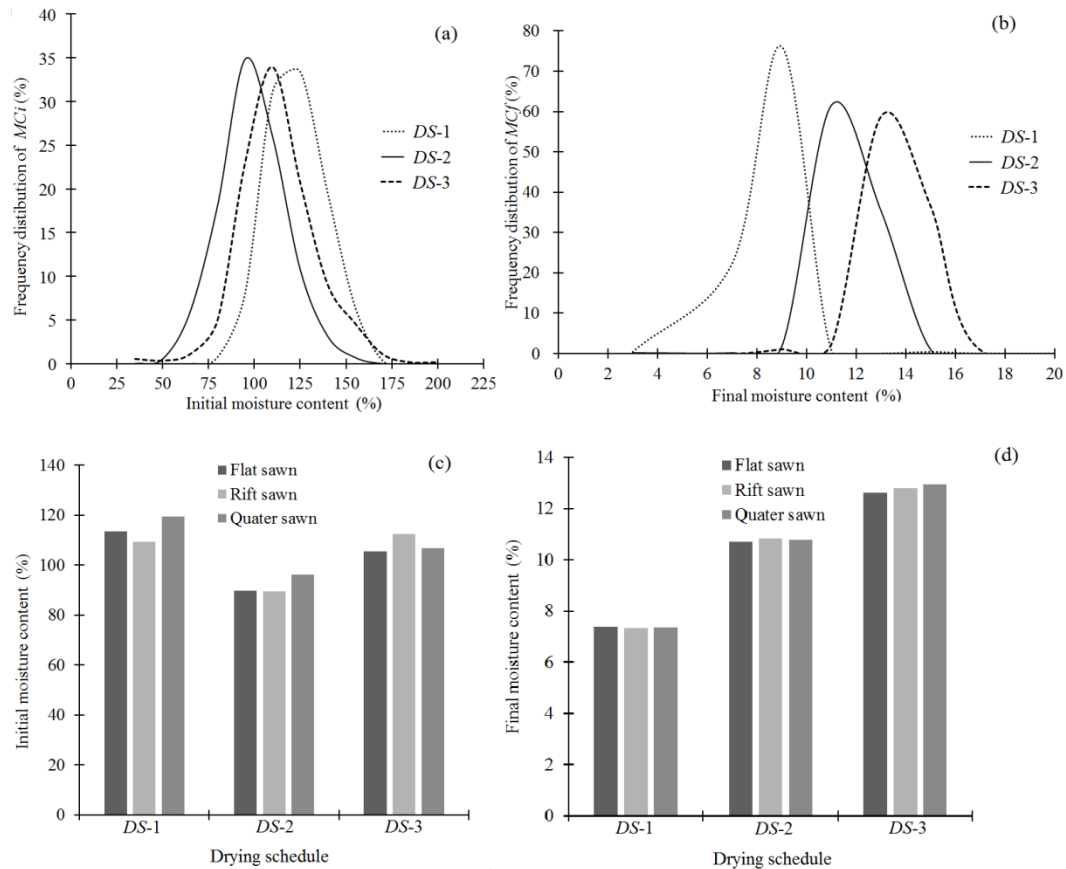 (a)
40
35
30
25
20
15
10
5
0
Frequency distibution of MCi (%)
DS-1
DS-2
DS-3
0 25 50 75 100 125 150 175 200 225
Initial moisture content (%)
(b)
80
70
60
50
40
30
20
10
0
Frequency distribution of MCf (%)
DS-1
DS-2
DS-3
0 2 4 6 8 10 12 14 16 18 20
Final moisture content (%)
(c)
140
120
100
80
60
40
20
0
Initial moisture content (%)
Flat sawn
Rift sawn
Quater sawn
DS-1 DS-2 DS-3
Drying schedule
(d)
14
12
10
8
6
4
2
0
Final moisture content (%)
Flat sawn
Rift sawn
Quater sawn
DS-1 DS-2 DS-3
Drying schedule